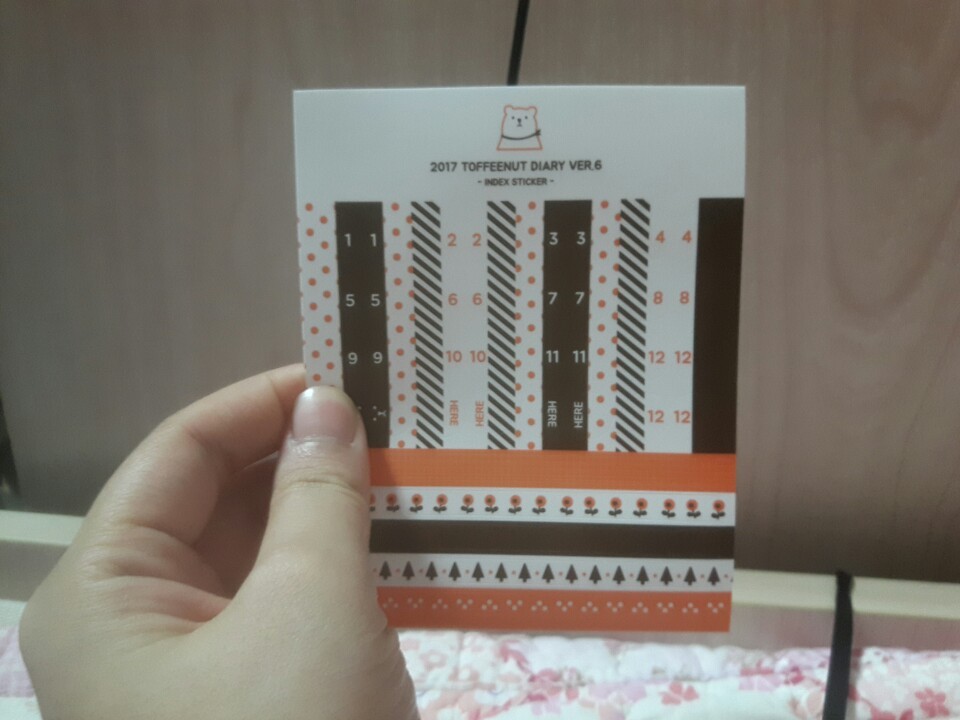 2017 TOFFEENUT DIARY VER.6
- INDEX STICKER -
1 1 2 2 3 3 4 4
5 5 6 6 7 7 8 8
9 9 10 10 11 11 12 12
HERE HERE HERE HERE 12 12